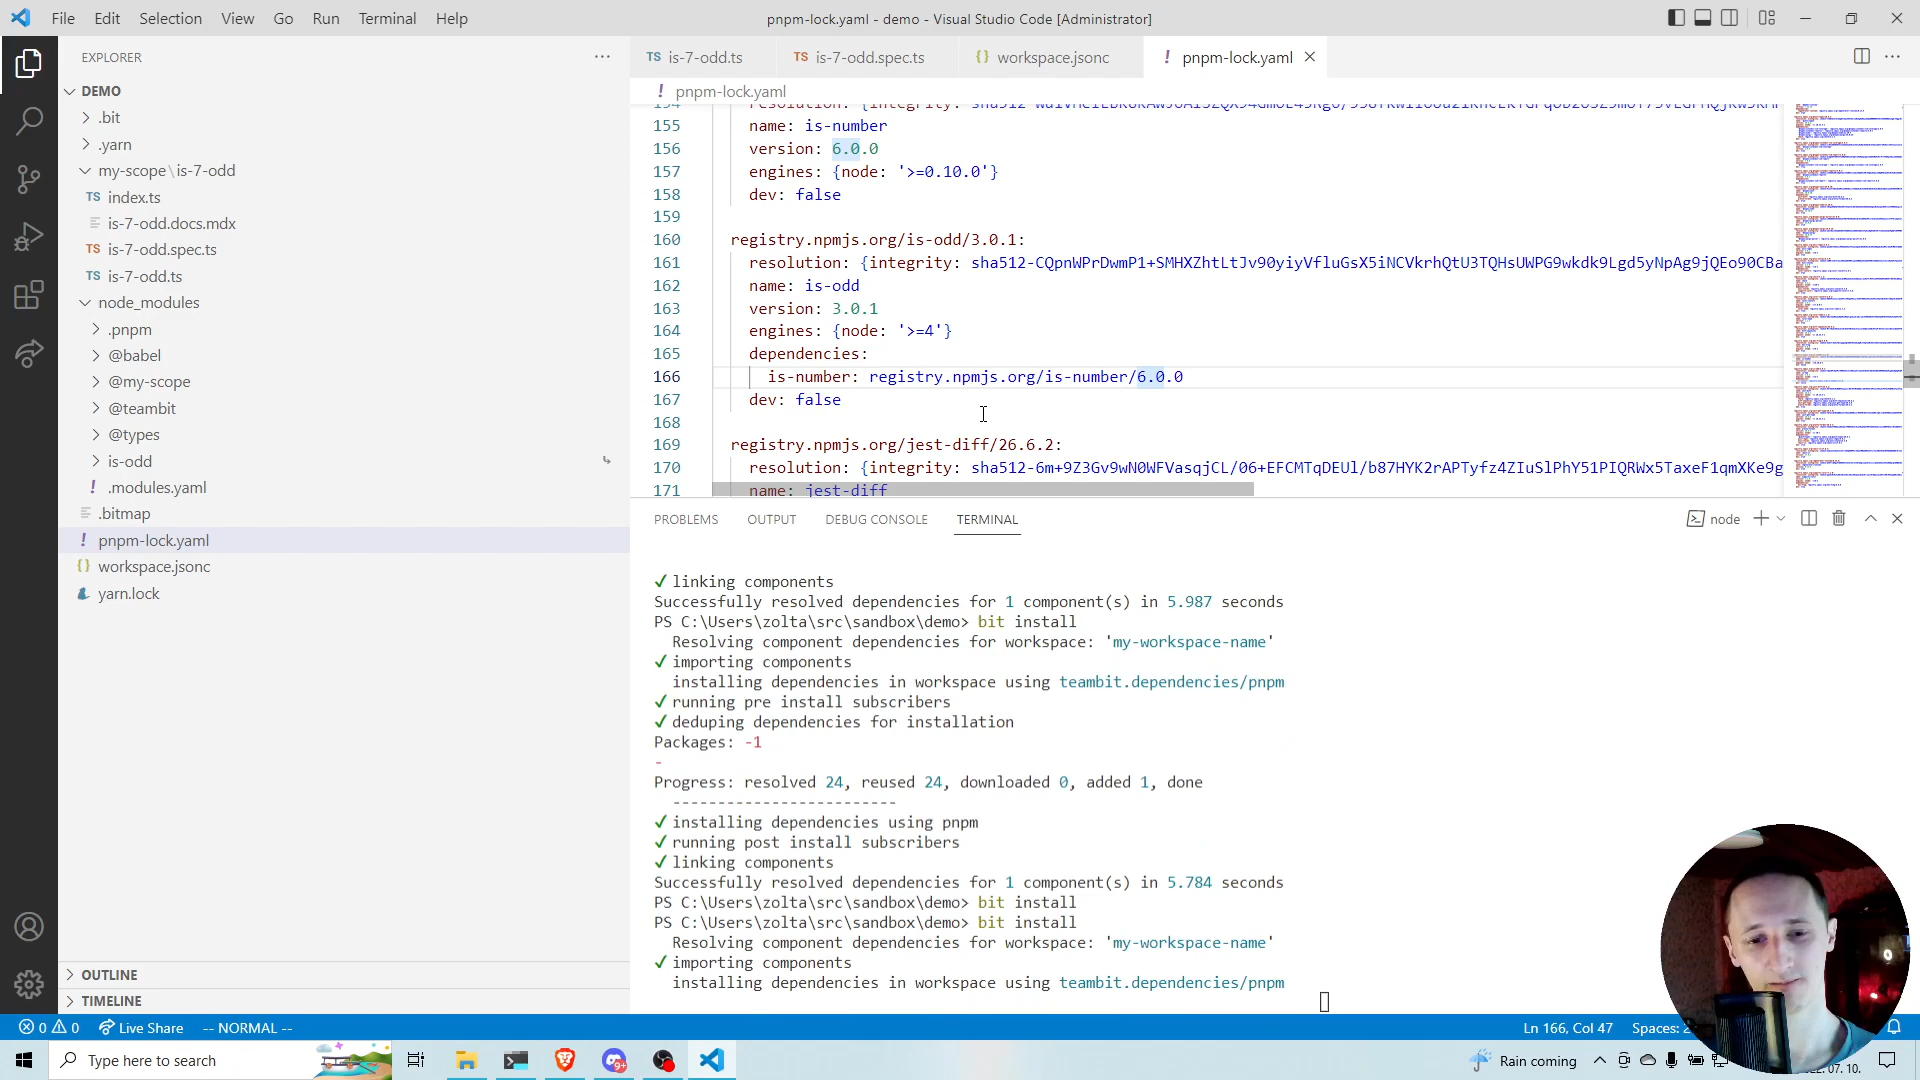 File Edit Selection View Go Run Terminal Help
pnpm-lock.yaml - demo - Visual Studio Code [Administrator]
EXPLORER
DEMO
.bit
.yarn
my-scope\is-7-odd
TS index.ts
is-7-odd.docs.mdx
TS is-7-odd.spec.ts
TS is-7-odd.ts
node_modules
.pnpm
@babel
@my-scope
@teambit
@types
is-odd
! .modules.yaml
.bitmap
! pnpm-lock.yaml
{} workspace.jsonc
yarn.lock
OUTLINE
TIMELINE
TS is-7-odd.ts TS is-7-odd.spec.ts {} workspace.jsonc ! pnpm-lock.yaml
! pnpm-lock.yaml
155 name: is-number
156 version: 6.0.0
157 engines: {node: '>=0.10.0'}
158 dev: false
159
160 registry.npmjs.org/is-odd/3.0.1:
161 resolution: {integrity: sha512-CQpnWPrDwmP1+SMHXZhtLtJv90yiyVfluGsX5iNCVkrhQtU3TQHsUWPG9wkdk9Lgd5yNpAg9jQEo90CBa
162 name: is-odd
163 version: 3.0.1
164 engines: {node: '>=4'}
165 dependencies:
166 is-number: registry.npmjs.org/is-number/6.0.0
167 dev: false
168
169 registry.npmjs.org/jest-diff/26.6.2:
170 resolution: {integrity: sha512-6m+9Z3Gv9wN0WFVasqjCL/06+EFCMTqDEUl/b87HYK2rAPTyfz4ZIuSlPhY51PIQRWx5TaxeF1qmXKe9g
171 name: jest-diff
PROBLEMS OUTPUT DEBUG CONSOLE TERMINAL
node
✓ linking components
Successfully resolved dependencies for 1 component(s) in 5.987 seconds
PS C:\Users\zolta\src\sandbox\demo> bit install
Resolving component dependencies for workspace: 'my-workspace-name'
✓ importing components
installing dependencies in workspace using teambit.dependencies/pnpm
✓ running pre install subscribers
✓ deduping dependencies for installation
Packages: -1
-
Progress: resolved 24, reused 24, downloaded 0, added 1, done
-------------------------
✓ installing dependencies using pnpm
✓ running post install subscribers
✓ linking components
Successfully resolved dependencies for 1 component(s) in 5.784 seconds
PS C:\Users\zolta\src\sandbox\demo> bit install
PS C:\Users\zolta\src\sandbox\demo> bit install
Resolving component dependencies for workspace: 'my-workspace-name'
✓ importing components
installing dependencies in workspace using teambit.dependencies/pnpm
0 0 Live Share -- NORMAL --
Ln 166, Col 47 Spaces:
Type here to search
Rain coming
07. 10.